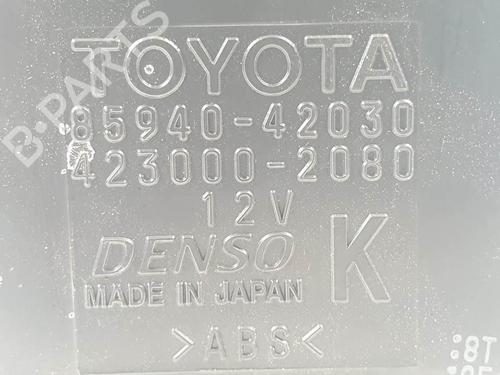 TOYOTA
85940-42030
423000-2080
12V
DENSO
K
MADE IN JAPAN
>ABS<
8T
B-PARTS